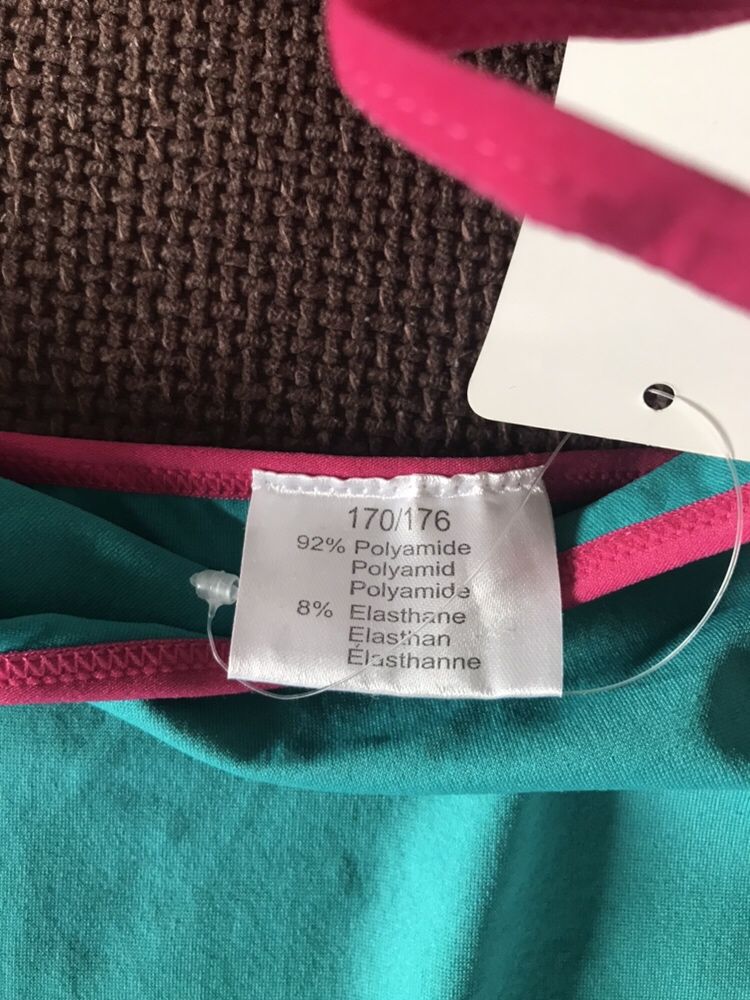 170/176
92% Polyamide
Polyamid
Polyamide
8% Elasthane
Elasthan
Élasthanne